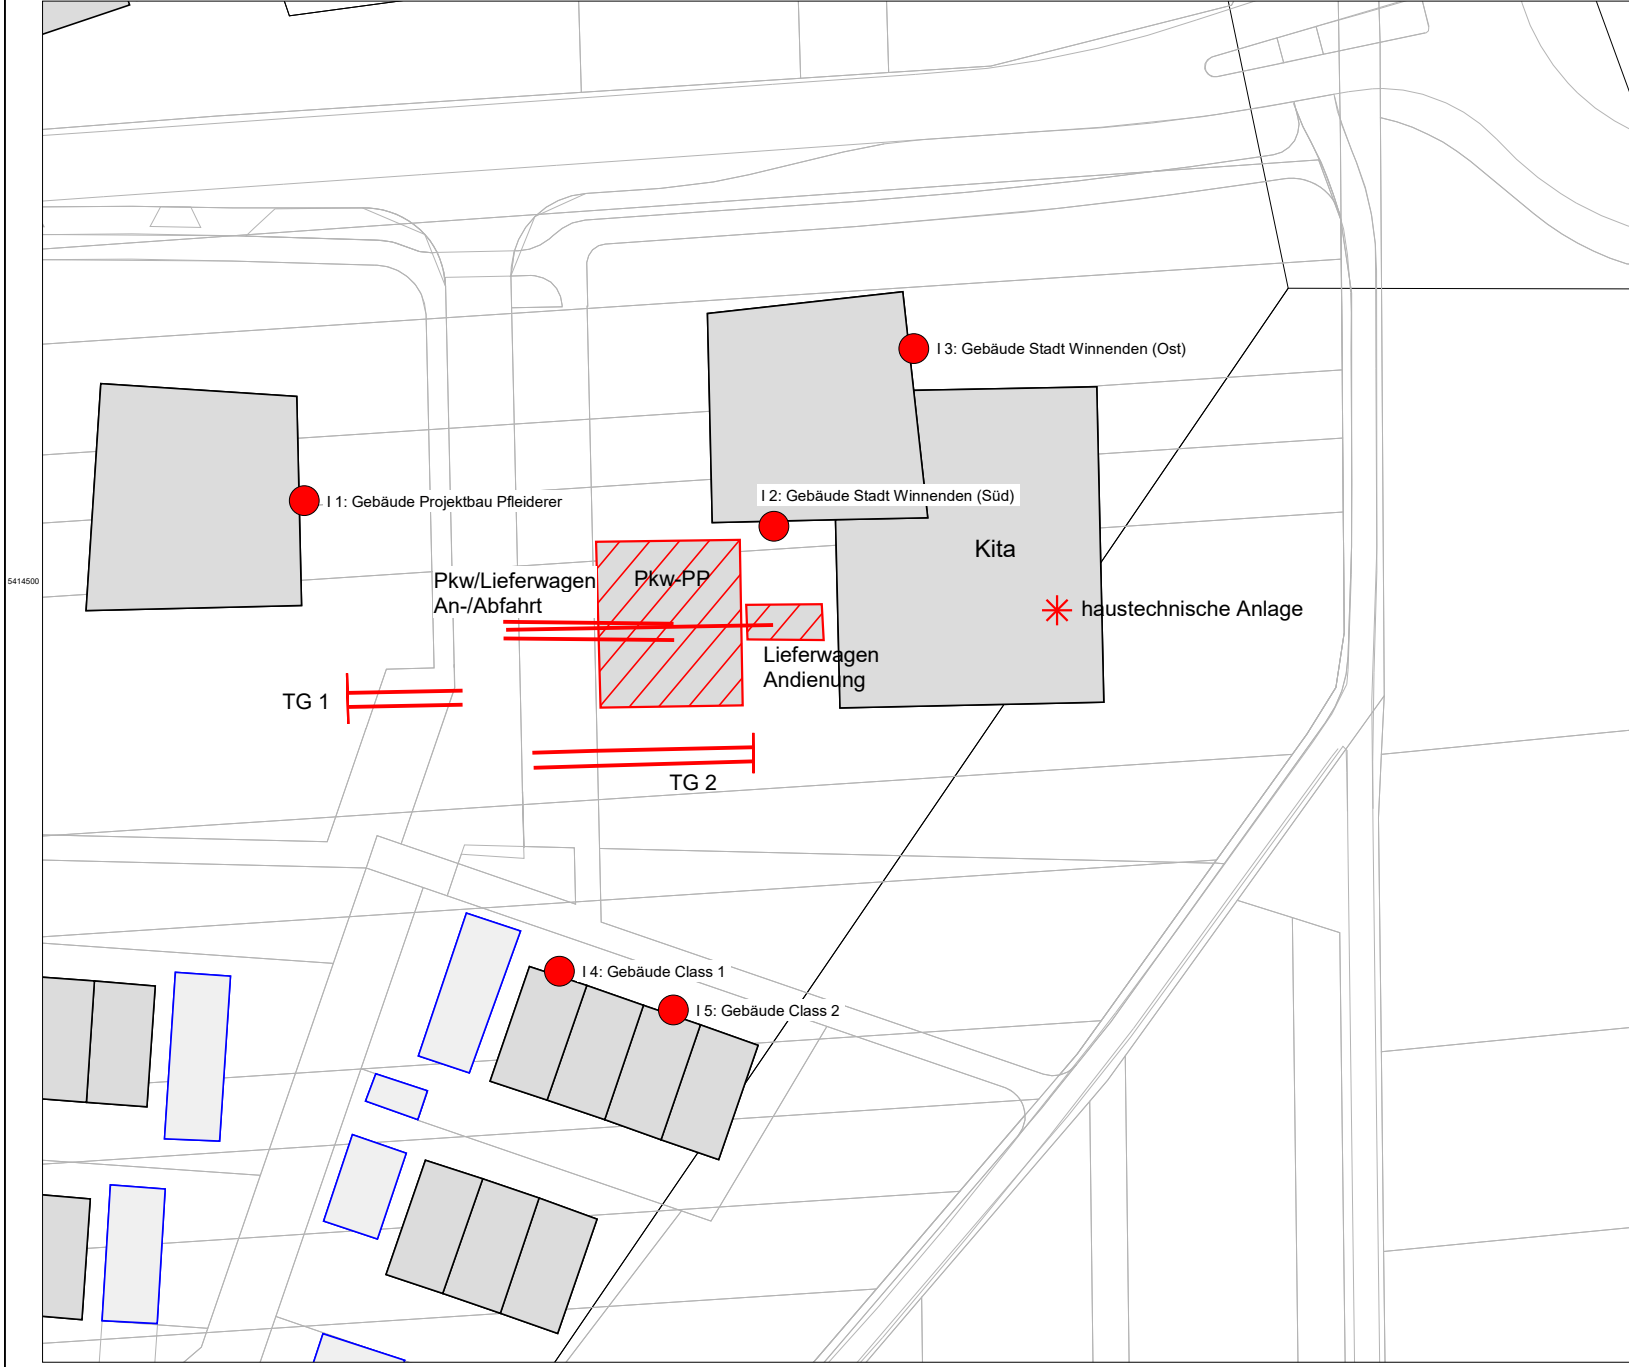 I 3: Gebäude Stadt Winnenden (Ost)
I 2: Gebäude Stadt Winnenden (Süd)
I 1: Gebäude Projektbau Pfleiderer
Kita
5414500
Pkw/Lieferwagen
An-/Abfahrt
Pkw-PP
haustechnische Anlage
Lieferwagen
Andienung
TG 1
TG 2
I 4: Gebäude Class 1
I 5: Gebäude Class 2